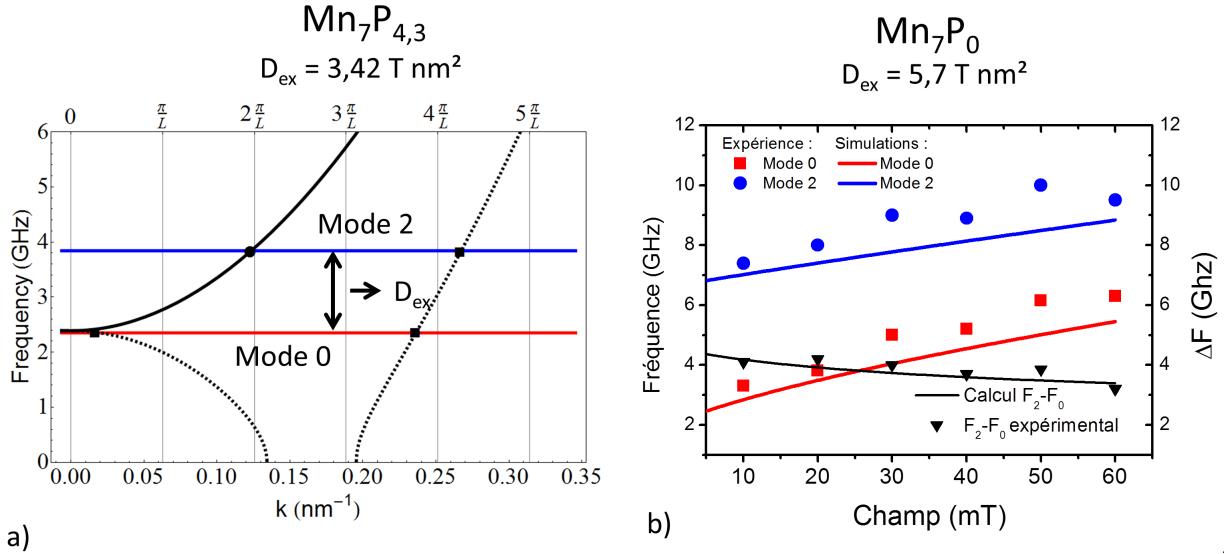 Mn₇P₄,₃
Dₑₓ = 3,42 T nm²
0 π/L 2 π/L 3 π/L 4 π/L 5 π/L
Frequency (GHz)
6
5
4
3
2
1
0
Mode 2
Dₑₓ
Mode 0
0.00 0.05 0.10 0.15 0.20 0.25 0.30 0.35
k (nm⁻¹)
a)
Mn₇P₀
Dₑₓ = 5,7 T nm²
Fréquence (GHz)
12
10
8
6
4
2
Expérience : Simulations :
Mode 0 Mode 0
Mode 2 Mode 2
Calcul F₂-F₀
F₂-F₀ expérimental
12
10
8
6
4
2
ΔF (Ghz)
10 20 30 40 50 60
Champ (mT)
b)